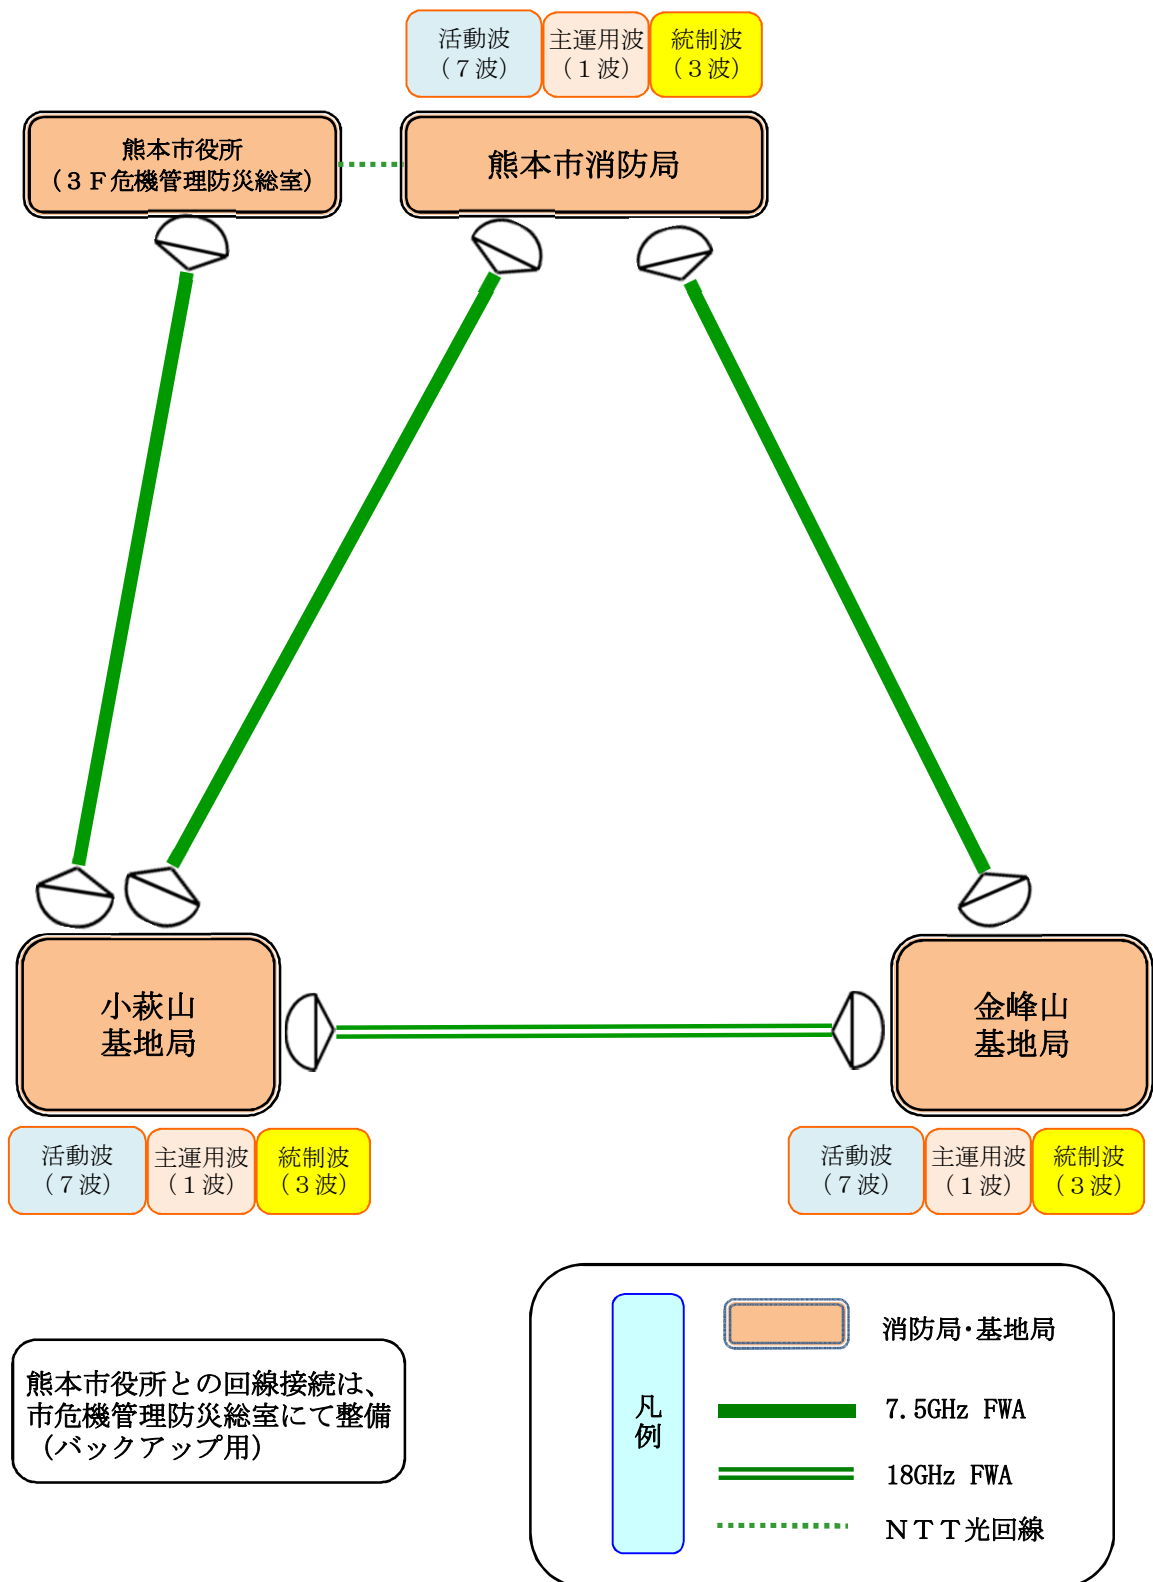 活動波
（７波）
主運用波
（１波）
統制波
（３波）
熊本市役所
（３Ｆ危機管理防災総室）
熊本市消防局
小萩山
基地局
金峰山
基地局
活動波
（７波）
主運用波
（１波）
統制波
（３波）
活動波
（７波）
主運用波
（１波）
統制波
（３波）
熊本市役所との回線接続は、
市危機管理防災総室にて整備
（バックアップ用）
凡
例
消防局・基地局
7.5GHz FWA
18GHz FWA
ＮＴＴ光回線